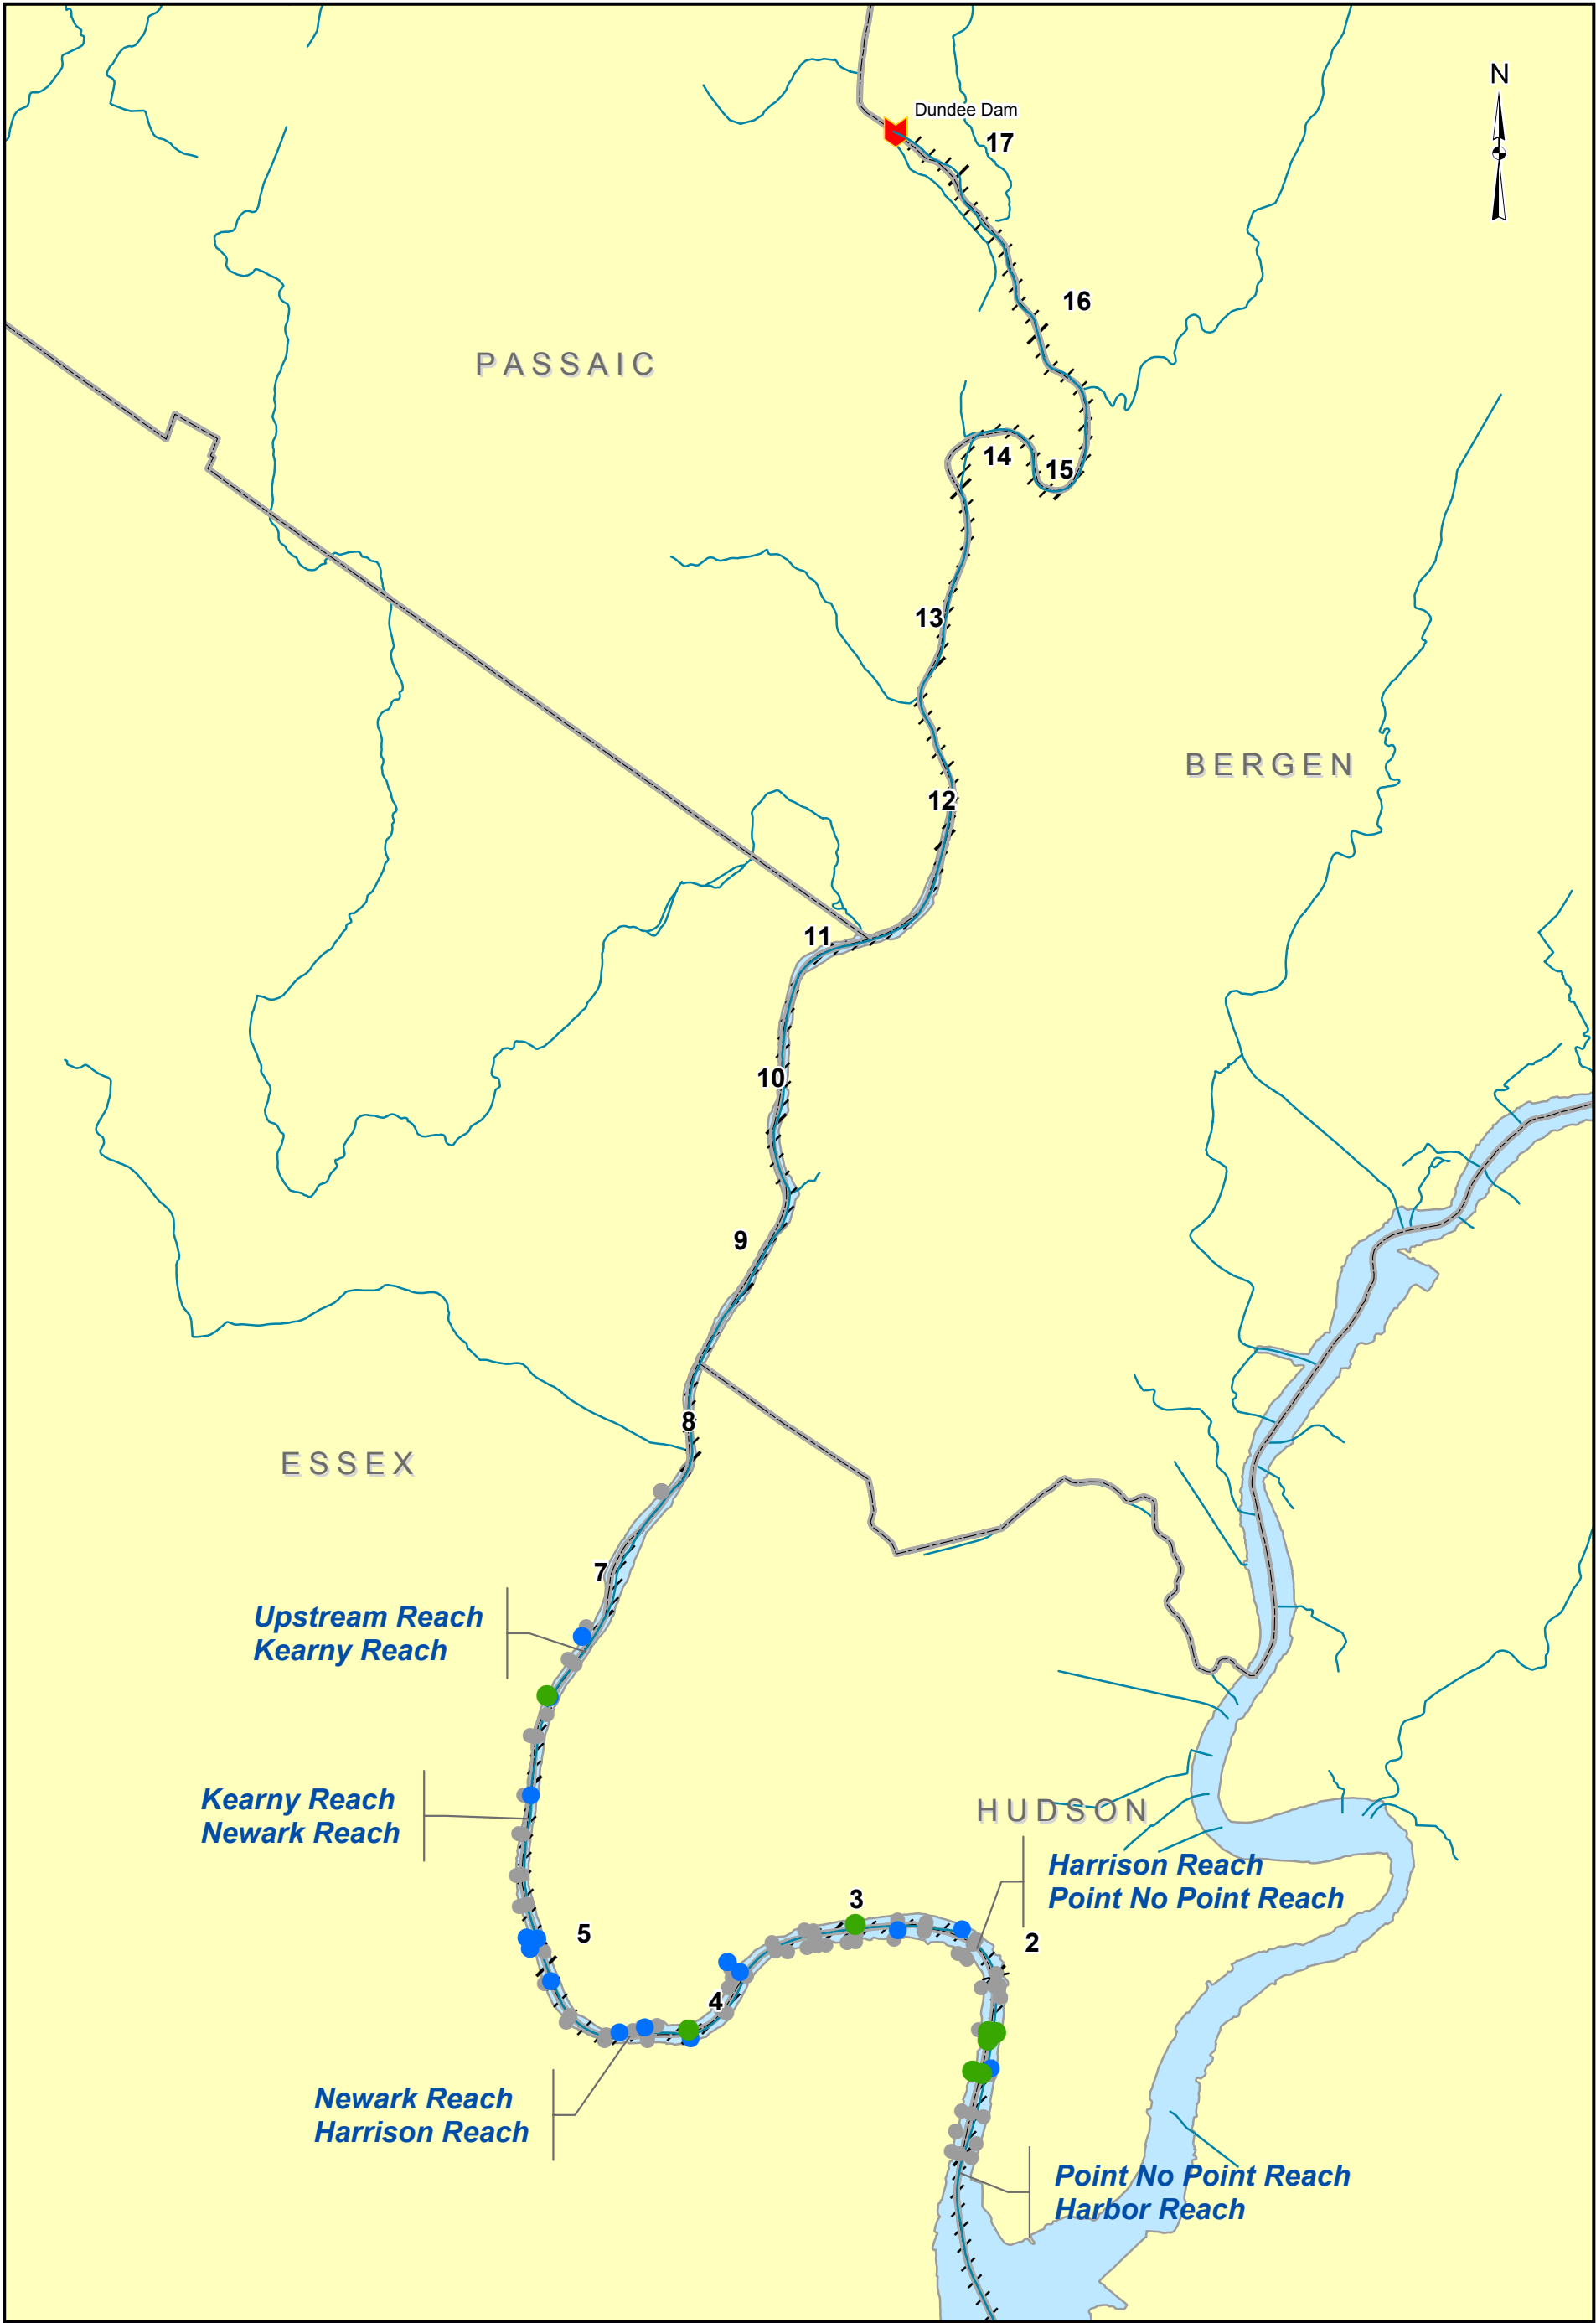 N
Dundee Dam
17
16
PASSAIC
14
15
13
BERGEN
12
11
10
9
8
ESSEX
7
Upstream Reach
Kearny Reach
Kearny Reach
Newark Reach
HUDSON
Harrison Reach
Point No Point Reach
3
5
2
4
Newark Reach
Harrison Reach
Point No Point Reach
Harbor Reach